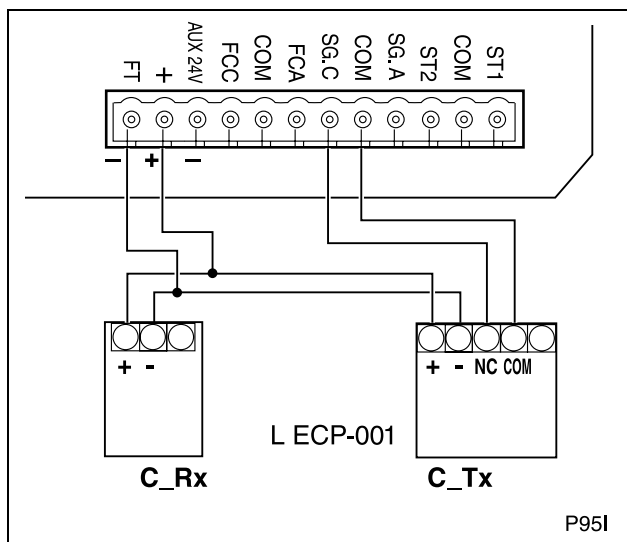 FT + AUX 24V FCC COM FCA SG.C COM SG.A ST2 COM ST1
− + −
+ - + - NC COM
L ECP-001
C_Rx C_Tx
P95I